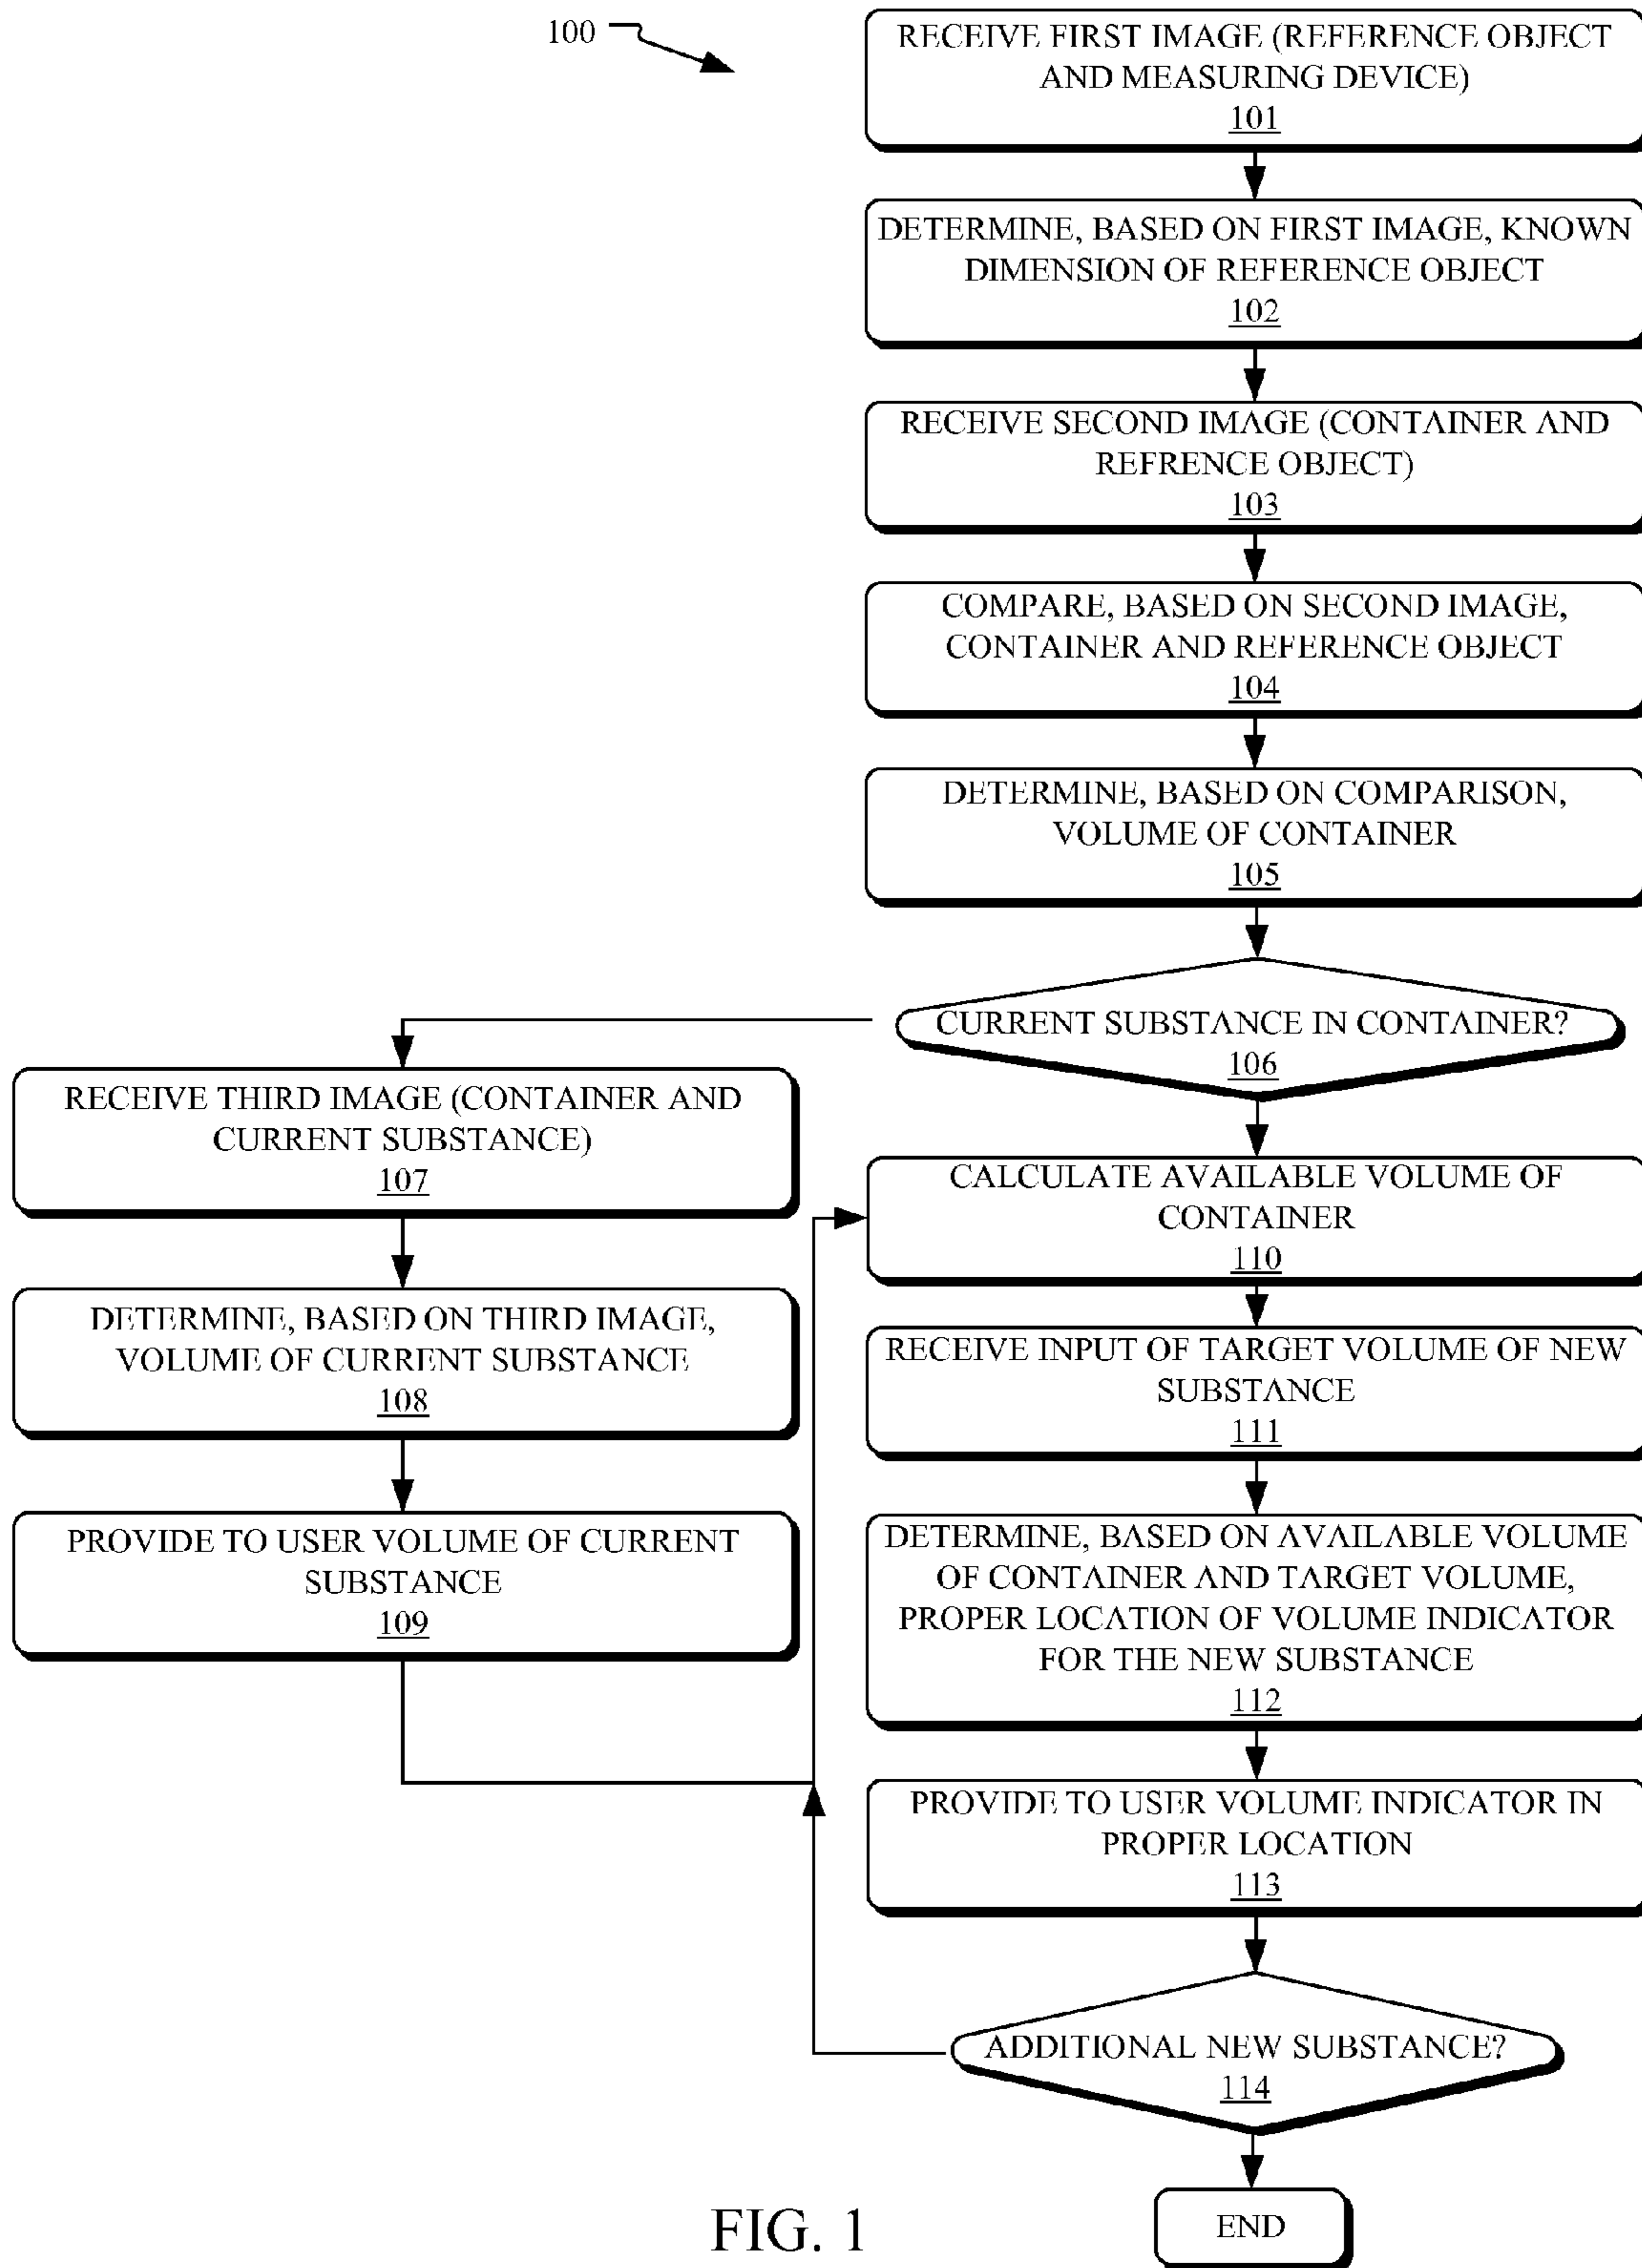 100
RECEIVE FIRST IMAGE (REFERENCE OBJECT
AND MEASURING DEVICE)
101
DETERMINE, BASED ON FIRST IMAGE, KNOWN
DIMENSION OF REFERENCE OBJECT
102
RECEIVE SECOND IMAGE (CONTAINER AND
REFRENCE OBJECT)
103
COMPARE, BASED ON SECOND IMAGE,
CONTAINER AND REFERENCE OBJECT
104
DETERMINE, BASED ON COMPARISON,
VOLUME OF CONTAINER
105
CURRENT SUBSTANCE IN CONTAINER?
106
RECEIVE THIRD IMAGE (CONTAINER AND
CURRENT SUBSTANCE)
107
DETERMINE, BASED ON THIRD IMAGE,
VOLUME OF CURRENT SUBSTANCE
108
PROVIDE TO USER VOLUME OF CURRENT
SUBSTANCE
109
CALCULATE AVAILABLE VOLUME OF
CONTAINER
110
RECEIVE INPUT OF TARGET VOLUME OF NEW
SUBSTANCE
111
DETERMINE, BASED ON AVAILABLE VOLUME
OF CONTAINER AND TARGET VOLUME,
PROPER LOCATION OF VOLUME INDICATOR
FOR THE NEW SUBSTANCE
112
PROVIDE TO USER VOLUME INDICATOR IN
PROPER LOCATION
113
ADDITIONAL NEW SUBSTANCE?
114
END
FIG. 1